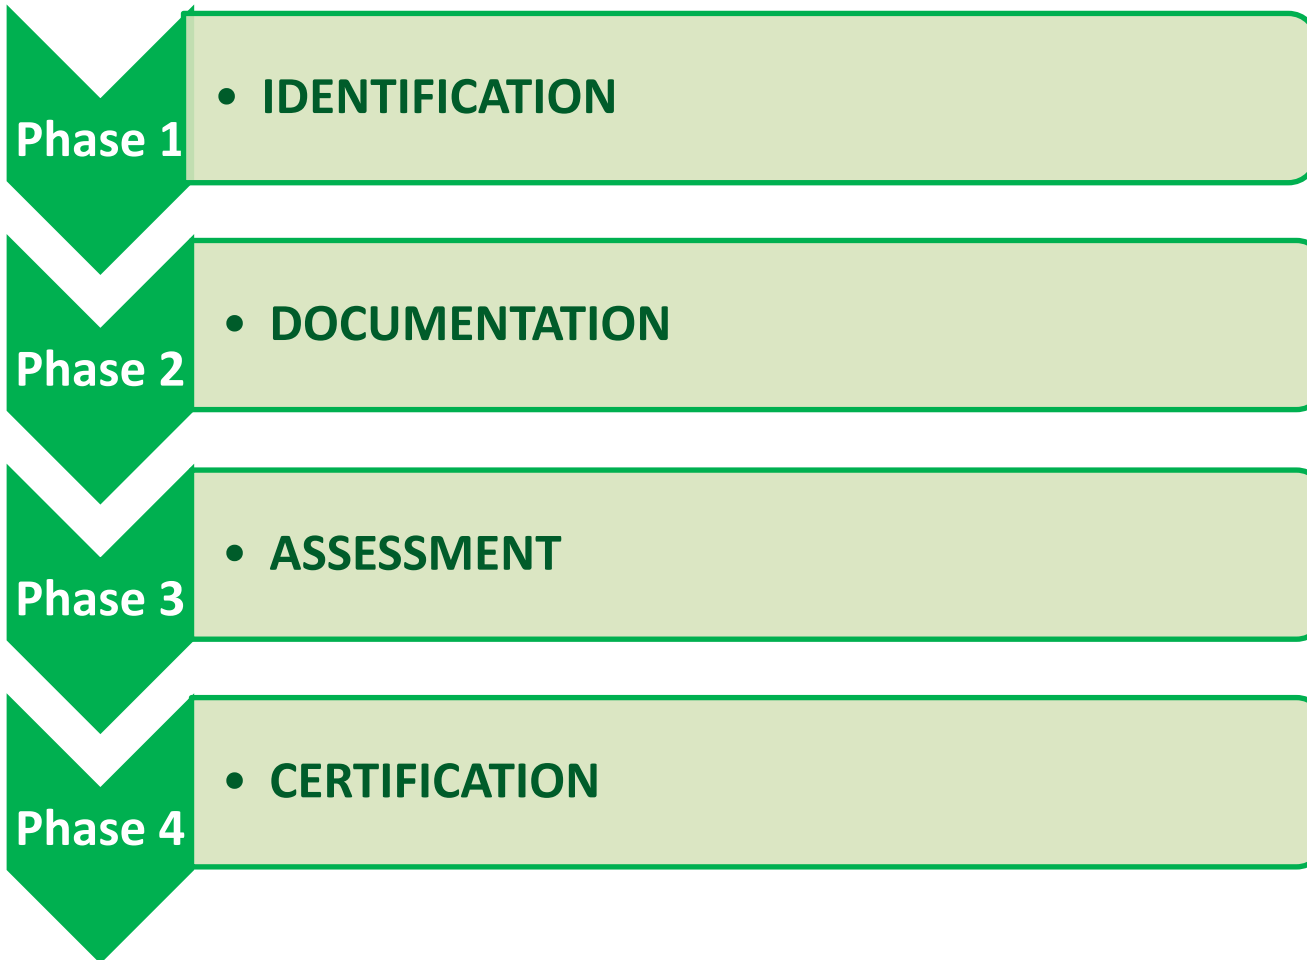 Phase 1
• IDENTIFICATION
Phase 2
• DOCUMENTATION
Phase 3
• ASSESSMENT
Phase 4
• CERTIFICATION